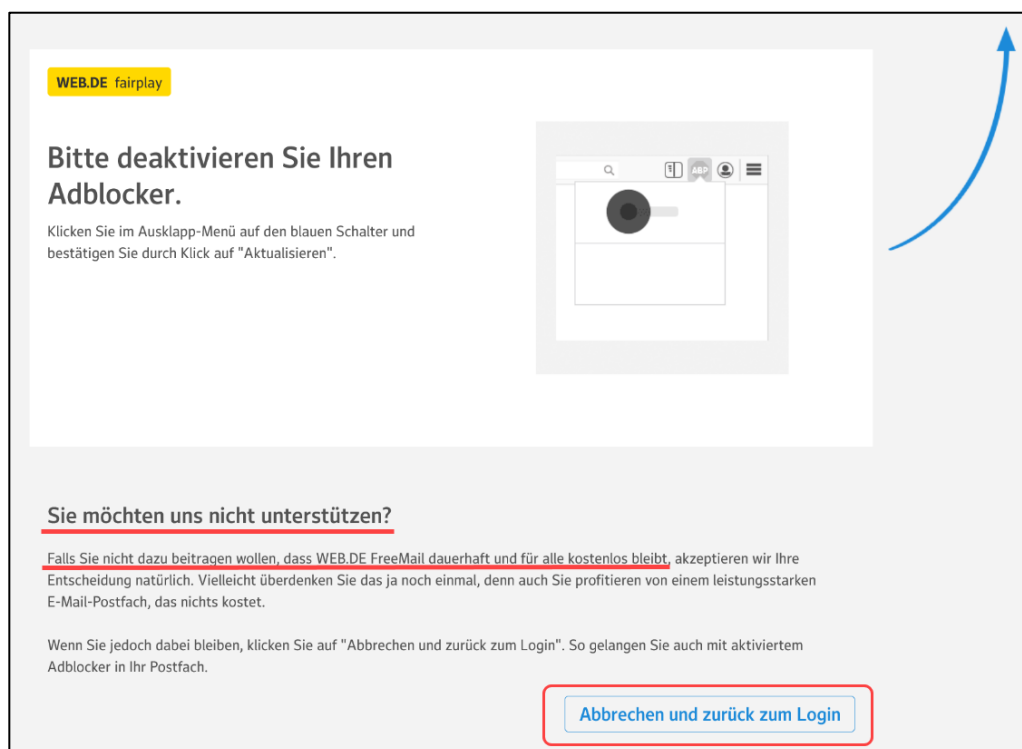 WEB.DE fairplay
Bitte deaktivieren Sie Ihren
Adblocker.
Klicken Sie im Ausklapp-Menü auf den blauen Schalter und
bestätigen Sie durch Klick auf "Aktualisieren".
ABP
Sie möchten uns nicht unterstützen?
Falls Sie nicht dazu beitragen wollen, dass WEB.DE FreeMail dauerhaft und für alle kostenlos bleibt, akzeptieren wir Ihre
Entscheidung natürlich. Vielleicht überdenken Sie das ja noch einmal, denn auch Sie profitieren von einem leistungsstarken
E-Mail-Postfach, das nichts kostet.
Wenn Sie jedoch dabei bleiben, klicken Sie auf "Abbrechen und zurück zum Login". So gelangen Sie auch mit aktiviertem
Adblocker in Ihr Postfach.
Abbrechen und zurück zum Login